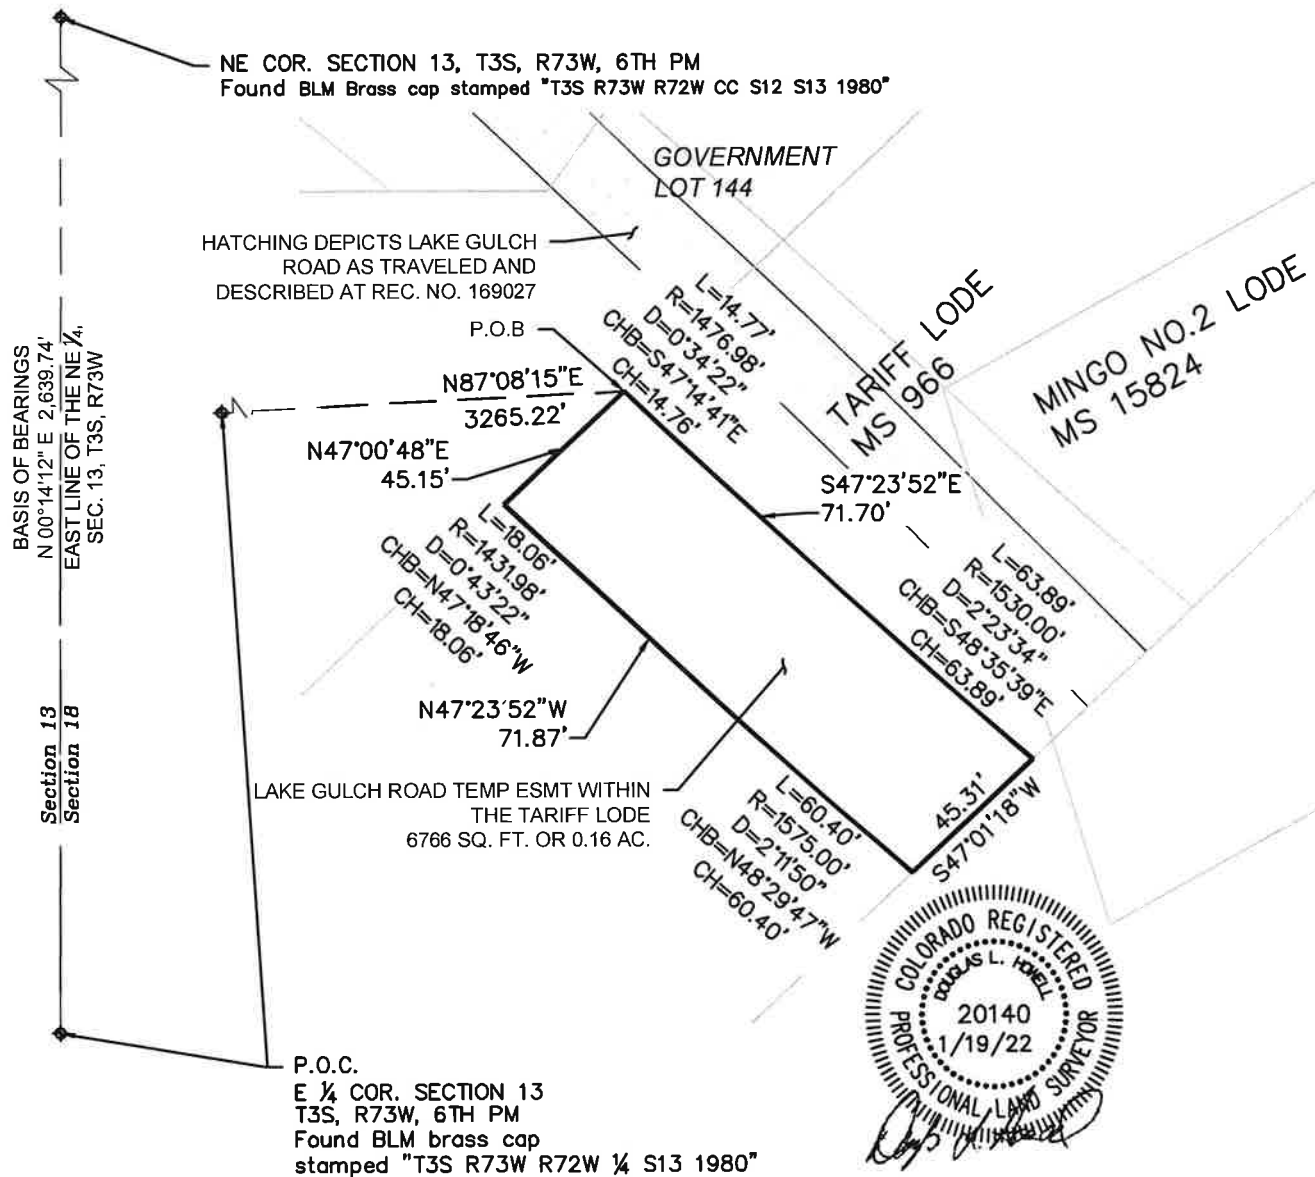 NE COR. SECTION 13, T3S, R73W, 6TH PM
Found BLM Brass cap stamped "T3S R73W R72W CC S12 S13 1980"
GOVERNMENT
LOT 144
HATCHING DEPICTS LAKE GULCH
ROAD AS TRAVELED AND
DESCRIBED AT REC. NO. 169027
P.O.B
L=14.77'
R=1476.98'
D=0°34'22"
CHB=S47°14'41"E
CH=14.76'
TARIFF LODE
MS 966
MINGO NO.2 LODE
MS 15824
BASIS OF BEARINGS
N 00°14'12" E 2,639.74'
EAST LINE OF THE NE ¼,
SEC. 13, T3S, R73W
N87°08'15"E
3265.22'
N47°00'48"E
45.15'
S47°23'52"E
71.70'
L=18.06'
R=1431.98'
D=0°43'22"
CHB=N47°18'46"W
CH=18.06'
L=63.89'
R=1530.00'
D=2°23'34"
CHB=S48°35'39"E
CH=63.89'
N47°23'52"W
71.87'
Section 13
Section 18
LAKE GULCH ROAD TEMP ESMT WITHIN
THE TARIFF LODE
6766 SQ. FT. OR 0.16 AC.
L=60.40'
R=1575.00'
D=2°11'50"
CHB=N48°29'47"W
CH=60.40'
45.31'
S47°01'18"W
COLORADO REGISTERED
DOUGLAS L. HOWELL
20140
1/19/22
PROFESSIONAL LAND SURVEYOR
P.O.C.
E ¼ COR. SECTION 13
T3S, R73W, 6TH PM
Found BLM brass cap
stamped "T3S R73W R72W ¼ S13 1980"